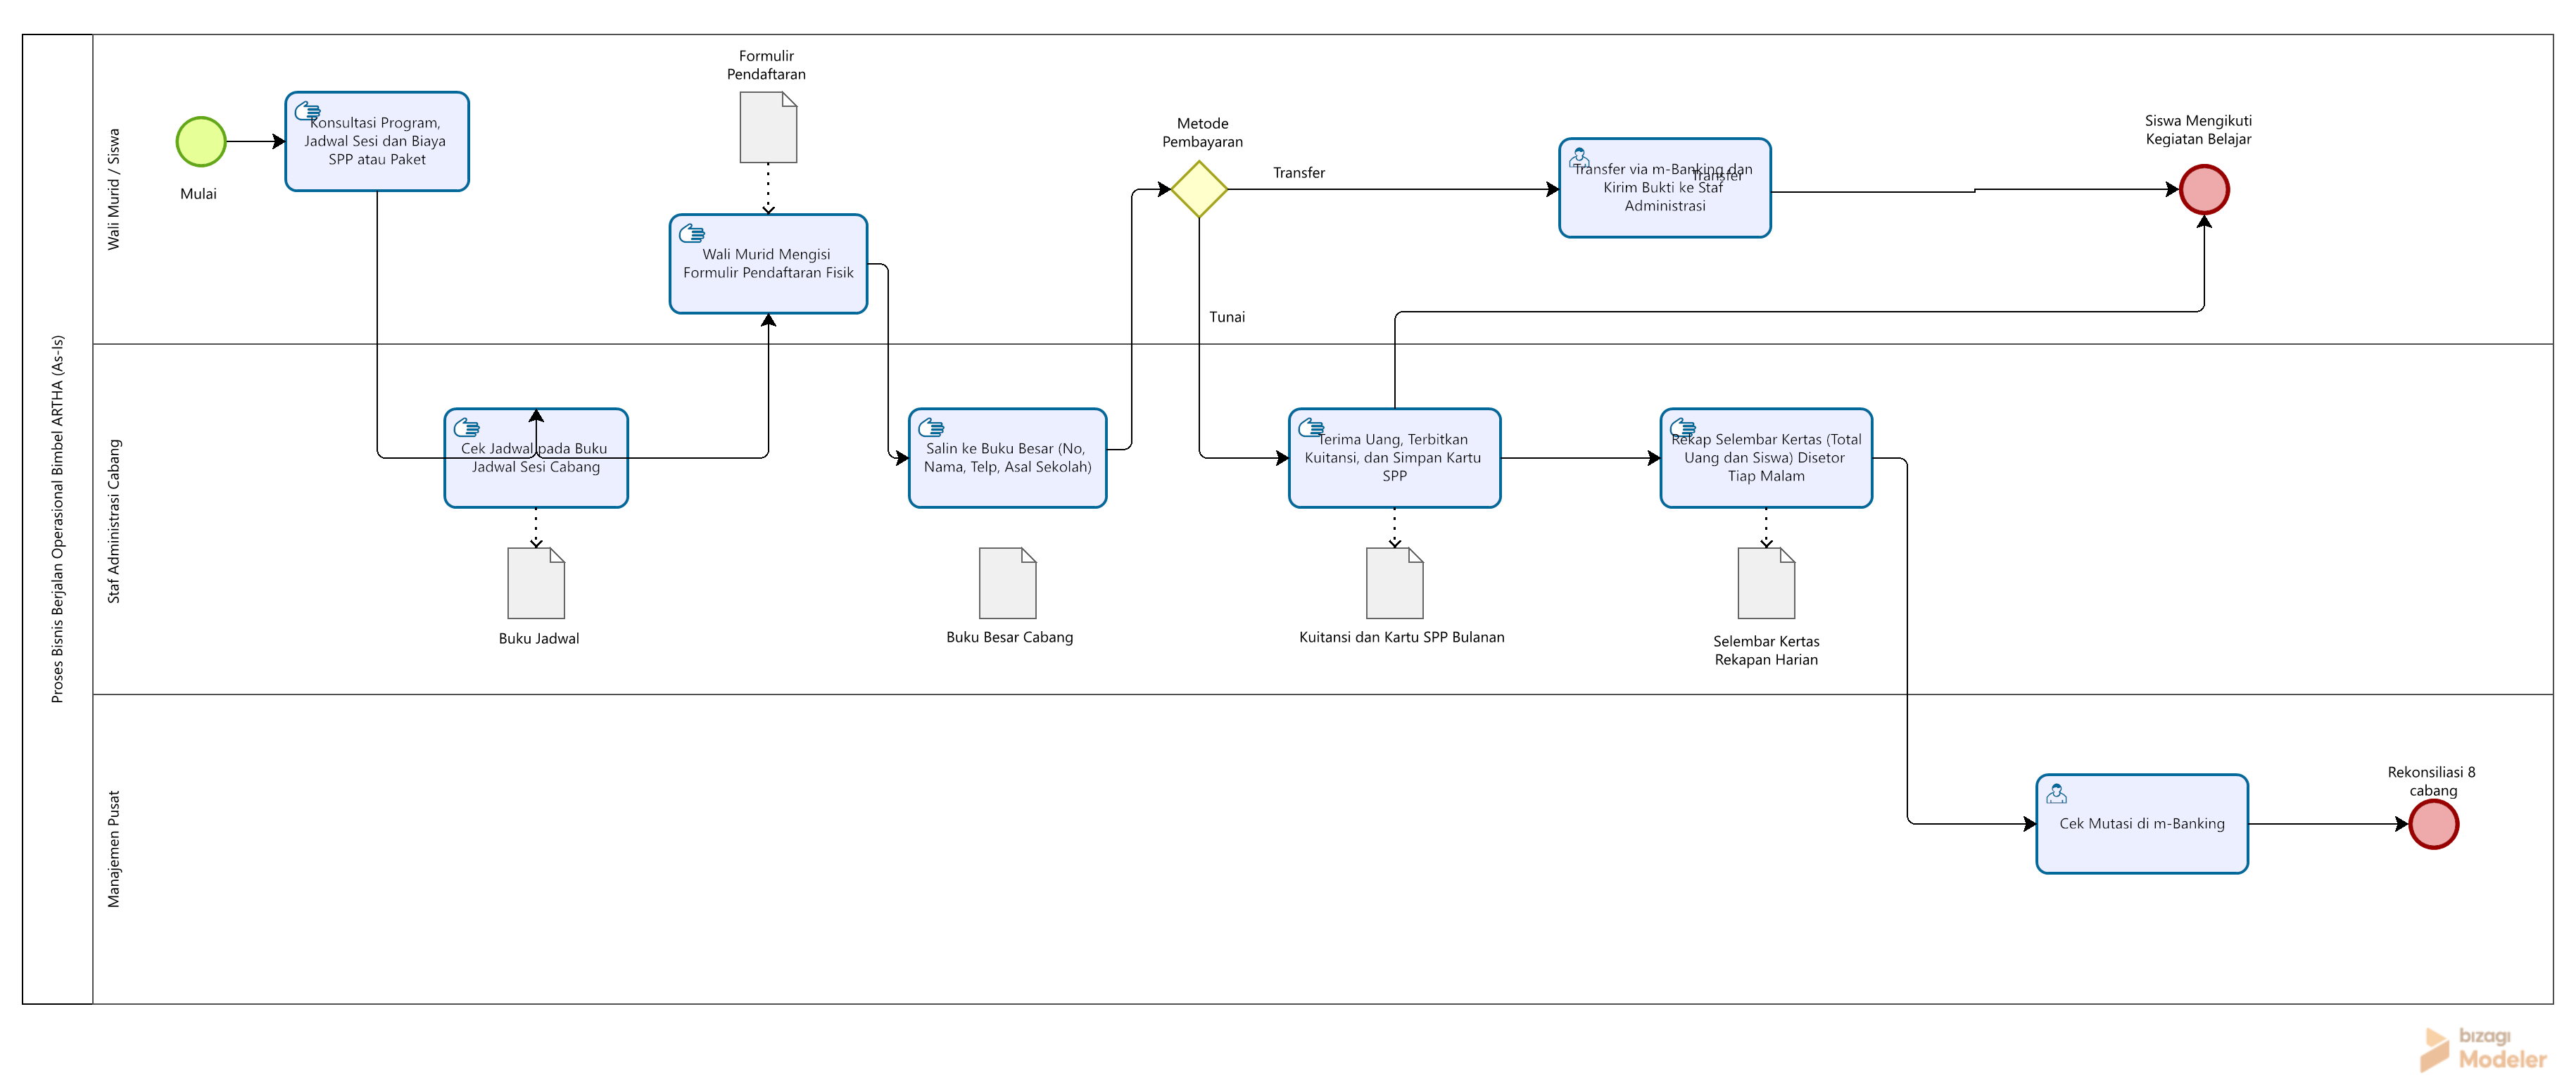 Proses Bisnis Berjalan Operasional Bimbel ARTHA (As-Is)
Wali Murid / Siswa
Mulai
Konsultasi Program,
Jadwal Sesi dan Biaya
SPP atau Paket
Formulir
Pendaftaran
Wali Murid Mengisi
Formulir Pendaftaran Fisik
Metode
Pembayaran
Transfer
Tunai
Transfer via m-Banking dan
Kirim Bukti ke Staf
Administrasi
Transfer
Siswa Mengikuti
Kegiatan Belajar
Staf Administrasi Cabang
Cek Jadwal pada Buku
Jadwal Sesi Cabang
Buku Jadwal
Salin ke Buku Besar (No,
Nama, Telp, Asal Sekolah)
Buku Besar Cabang
Terima Uang, Terbitkan
Kuitansi, dan Simpan Kartu
SPP
Kuitansi dan Kartu SPP Bulanan
Rekap Selembar Kertas (Total
Uang dan Siswa) Disetor
Tiap Malam
Selembar Kertas
Rekapan Harian
Manajemen Pusat
Cek Mutasi di m-Banking
Rekonsiliasi 8
cabang
bizagi
Modeler